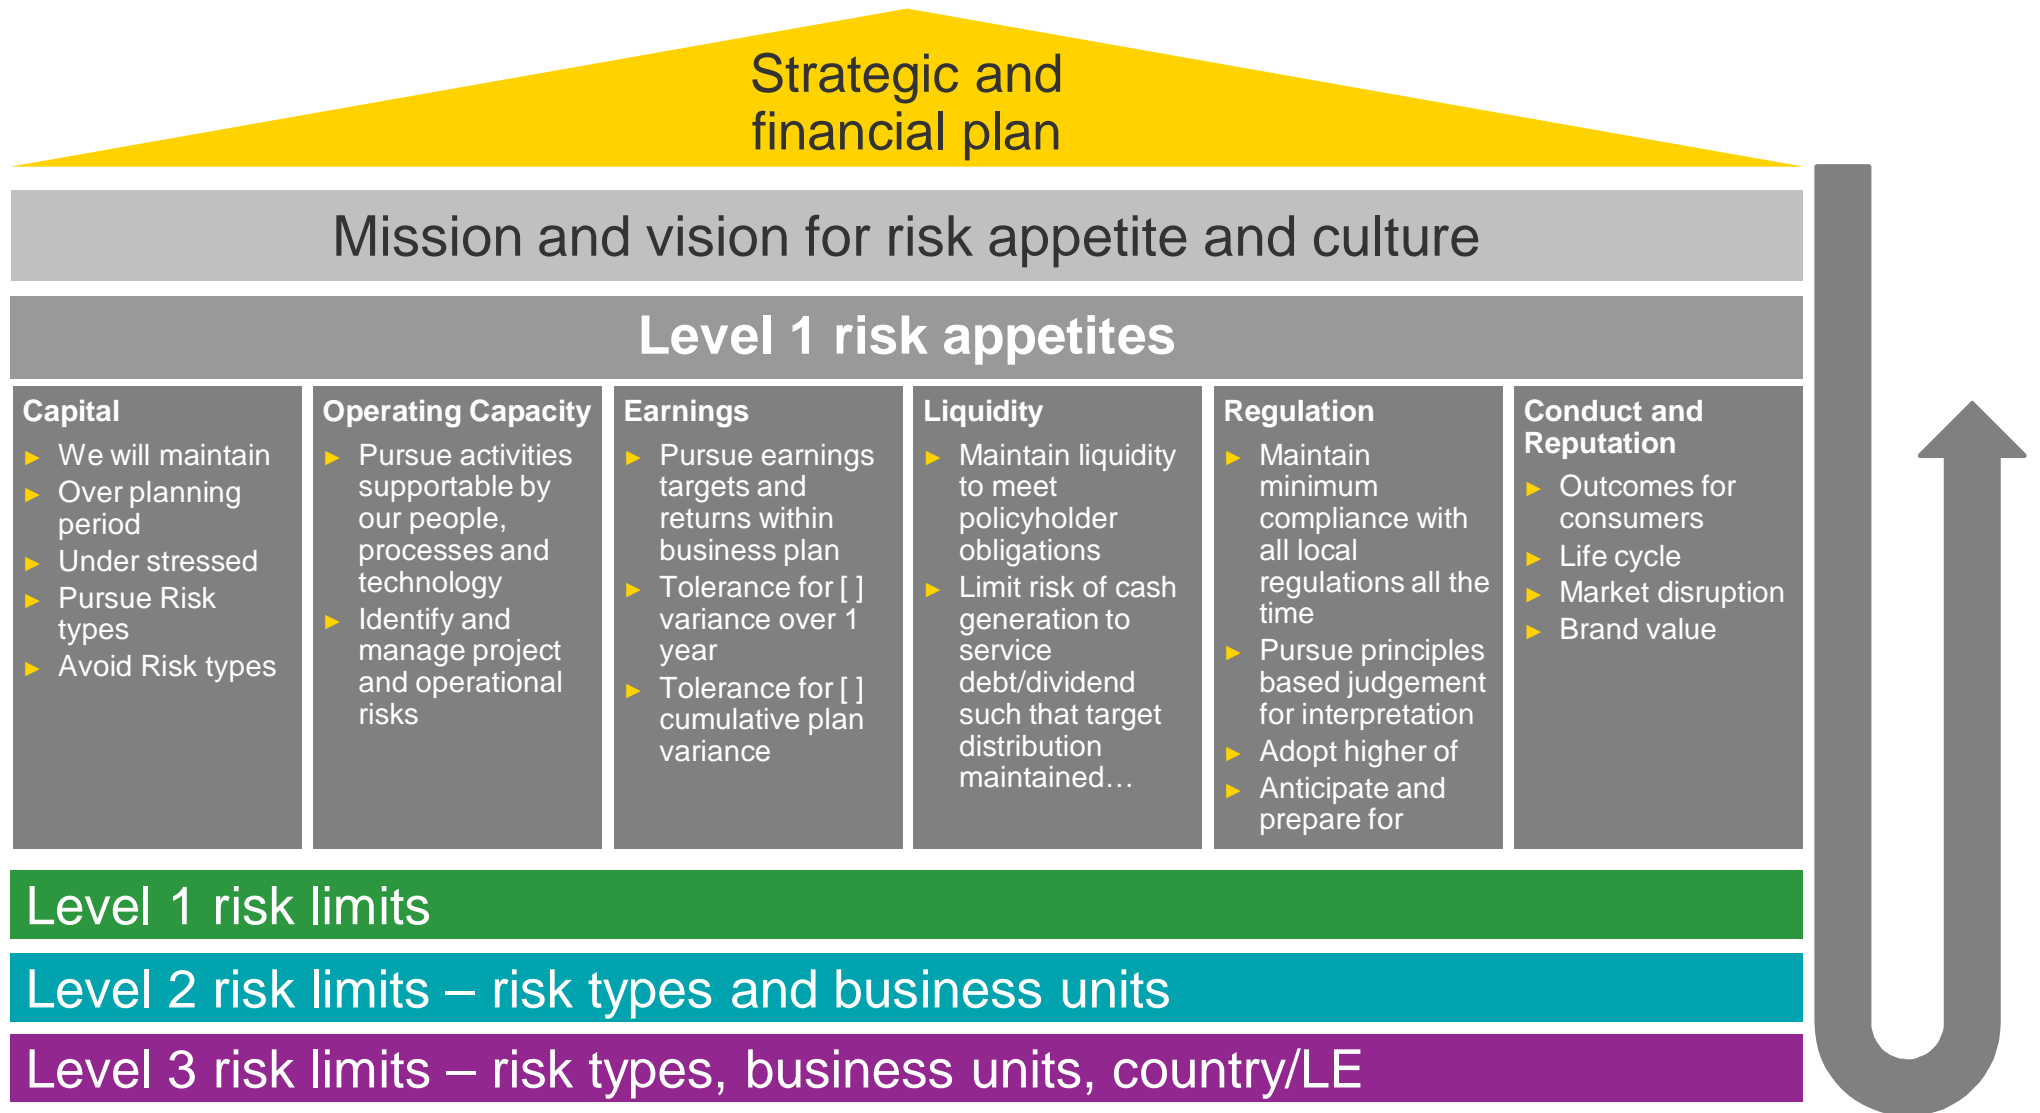 Strategic and
financial plan
Mission and vision for risk appetite and culture
Level 1 risk appetites
Capital
► We will maintain
► Over planning
period
► Under stressed
► Pursue Risk
types
► Avoid Risk types
Operating Capacity
► Pursue activities
supportable by
our people,
processes and
technology
► Identify and
manage project
and operational
risks
Earnings
► Pursue earnings
targets and
returns within
business plan
► Tolerance for [ ]
variance over 1
year
► Tolerance for [ ]
cumulative plan
variance
Liquidity
► Maintain liquidity
to meet
policyholder
obligations
► Limit risk of cash
generation to
service
debt/dividend
such that target
distribution
maintained…
Regulation
► Maintain
minimum
compliance with
all local
regulations all the
time
► Pursue principles
based judgement
for interpretation
► Adopt higher of
► Anticipate and
prepare for
Conduct and
Reputation
► Outcomes for
consumers
► Life cycle
► Market disruption
► Brand value
Level 1 risk limits
Level 2 risk limits – risk types and business units
Level 3 risk limits – risk types, business units, country/LE